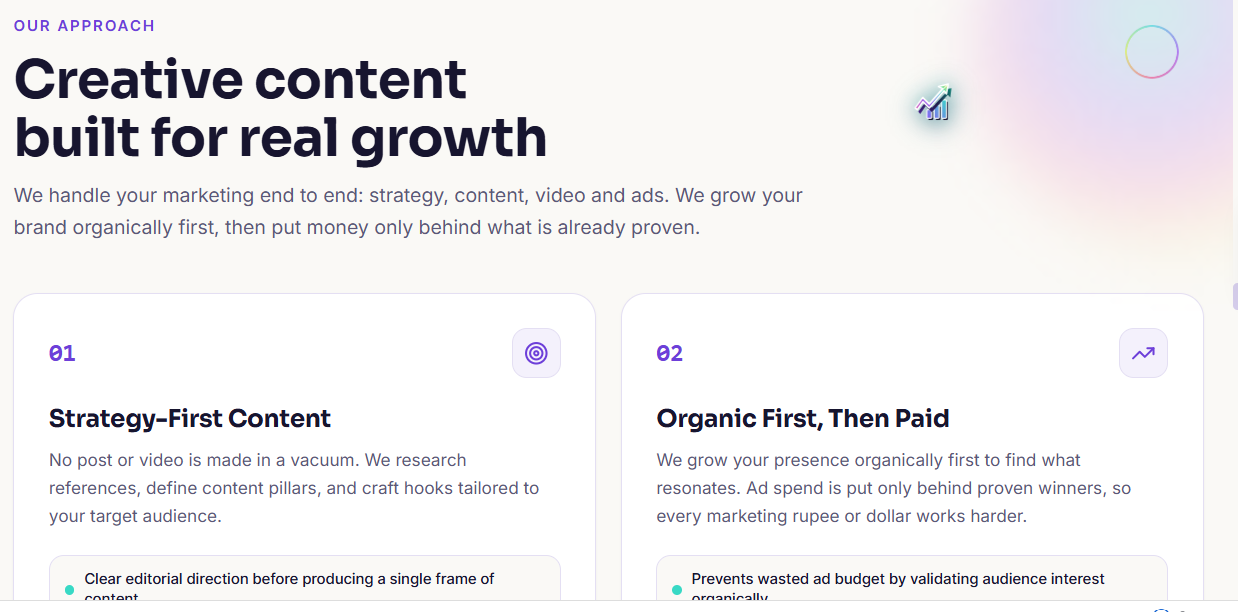 OUR APPROACH
Creative content
built for real growth
We handle your marketing end to end: strategy, content, video and ads. We grow your
brand organically first, then put money only behind what is already proven.
01
Strategy-First Content
No post or video is made in a vacuum. We research
references, define content pillars, and craft hooks tailored to
your target audience.
Clear editorial direction before producing a single frame of
content
02
Organic First, Then Paid
We grow your presence organically first to find what
resonates. Ad spend is put only behind proven winners, so
every marketing rupee or dollar works harder.
Prevents wasted ad budget by validating audience interest
organically